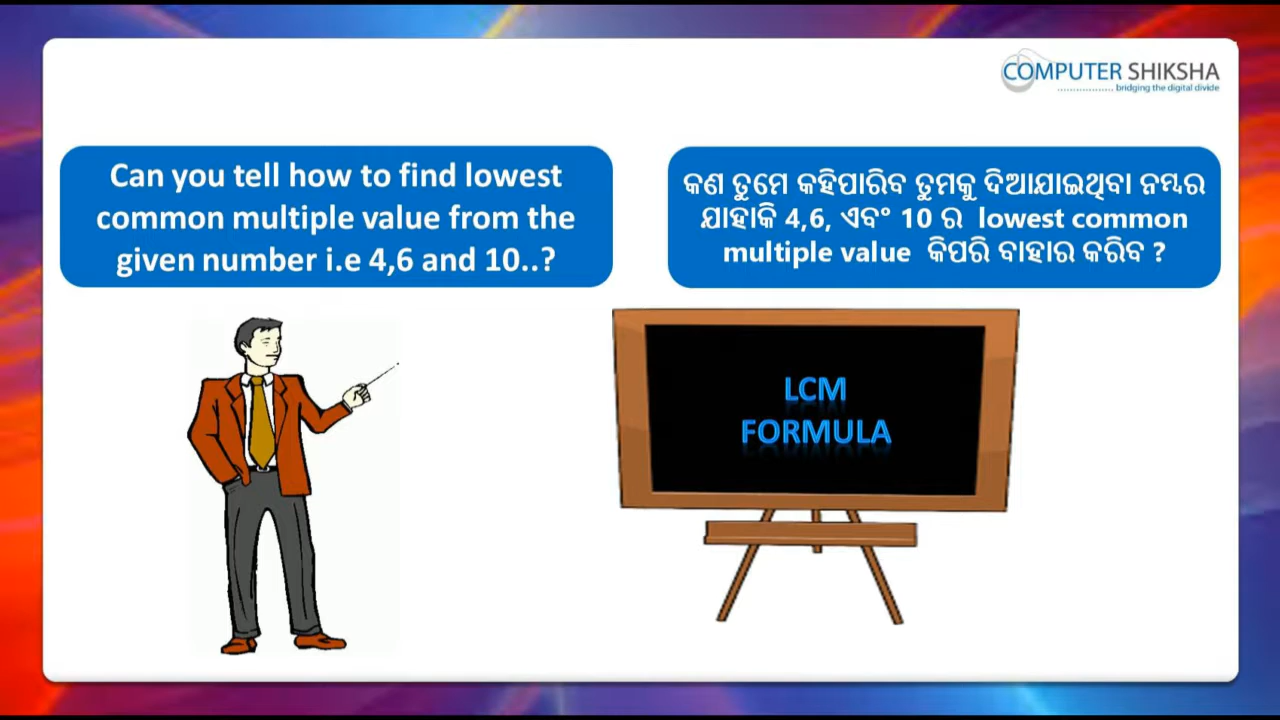 COMPUTER SHIKSHA
bridging the digital divide
Can you tell how to find lowest
common multiple value from the
given number i.e 4,6 and 10..?
କଣ ତୁମେ କହିପାରିବ ତୁମକୁ ଦିଆଯାଇଥିବା ନମ୍ବର
ଯାହାକି 4,6, ଏବଂ 10 ର lowest common
multiple value କିପରି ବାହାର କରିବ ?
LCM
FORMULA